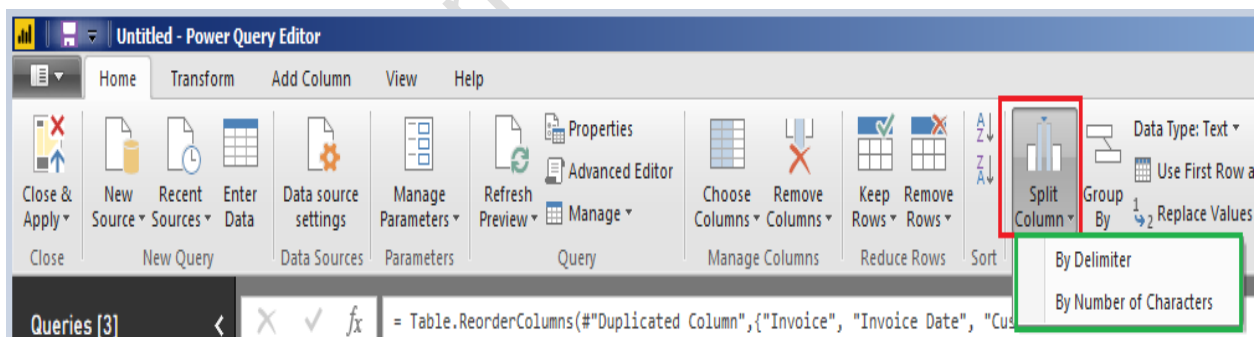 Untitled - Power Query Editor
Home Transform Add Column View Help
Close & Apply
New Source
Recent Sources
Enter Data
Data source settings
Manage Parameters
Refresh Preview
Properties
Advanced Editor
Manage
Choose Columns
Remove Columns
Keep Rows
Remove Rows
A
Z
Z
A
Split Column
Group By
Data Type: Text
Use First Row a
1
2 Replace Values
Close New Query Data Sources Parameters Query Manage Columns Reduce Rows Sort
By Delimiter
By Number of Characters
Queries [3]
fx = Table.ReorderColumns(#"Duplicated Column",{"Invoice", "Invoice Date", "Cus